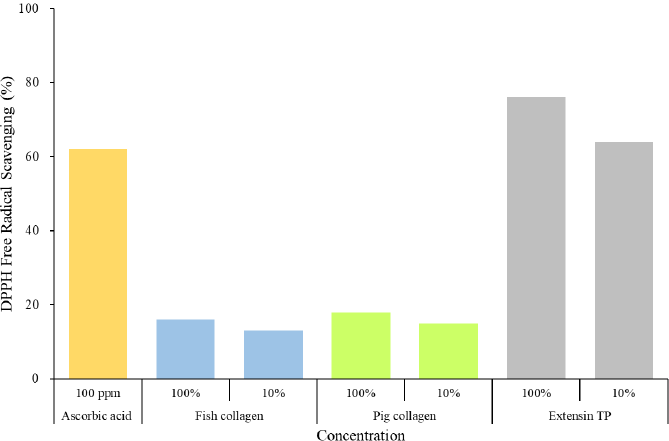 DPPH Free Radical Scavenging (%)
100
80
60
40
20
0
100 ppm 100% 10% 100% 10% 100% 10%
Ascorbic acid Fish collagen Pig collagen Extensin TP
Concentration